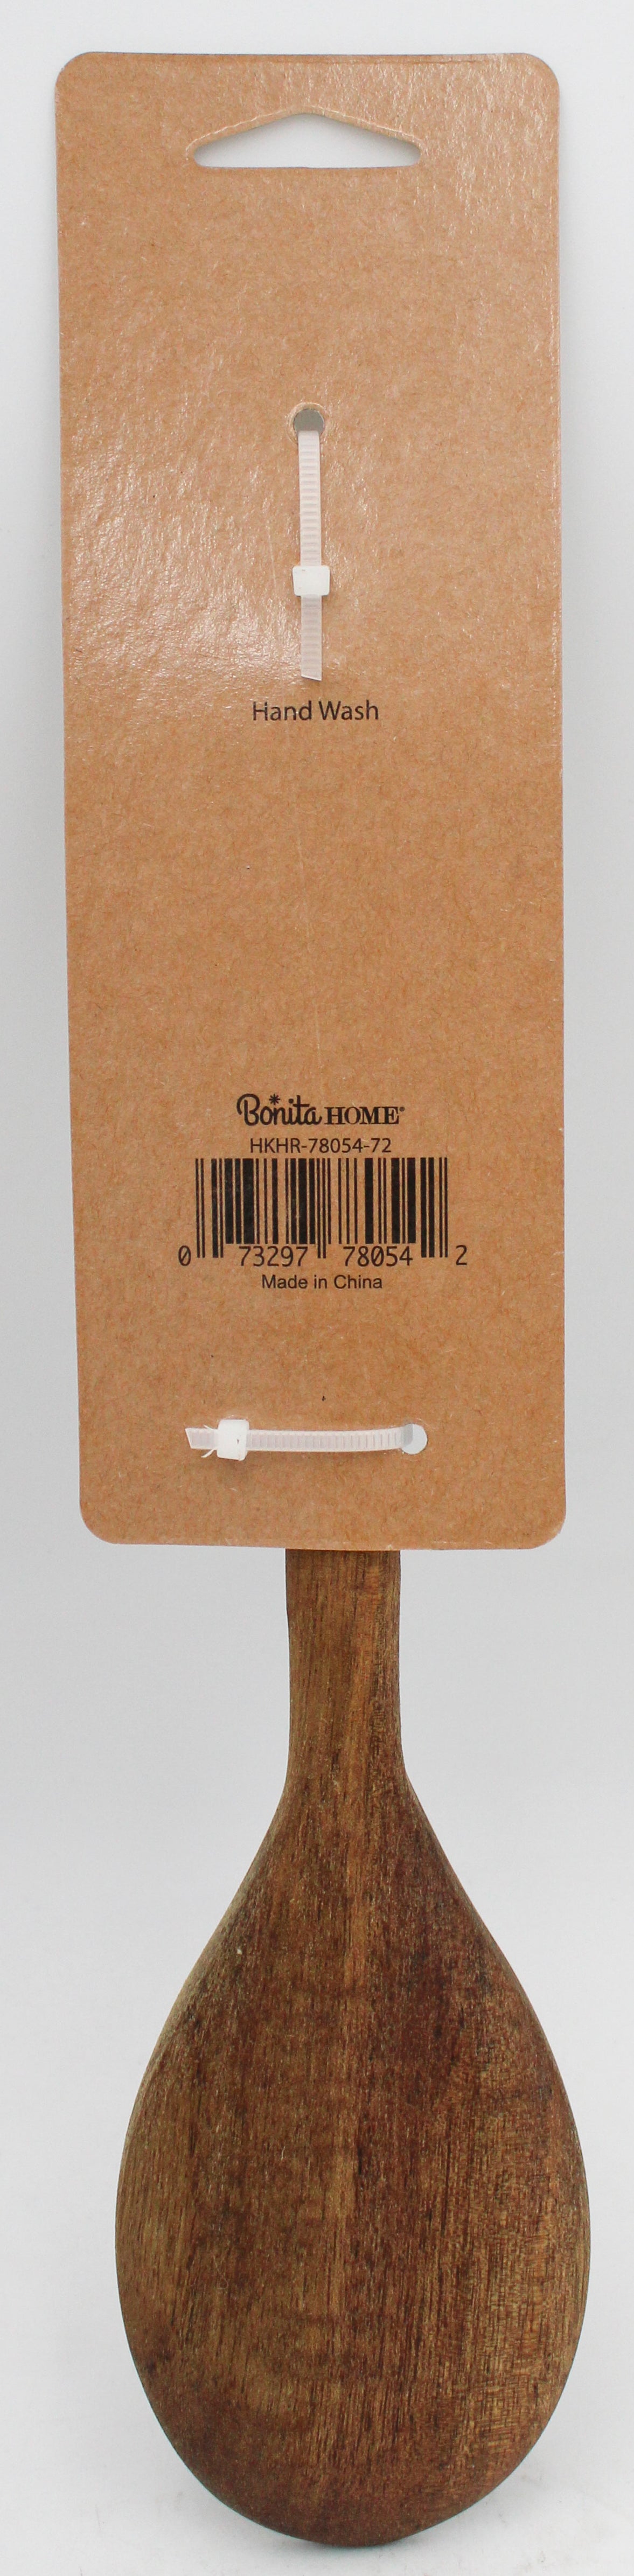 Hand Wash
Bonita HOME®
HKHR-78054-72
0 73297 78054 2
Made in China